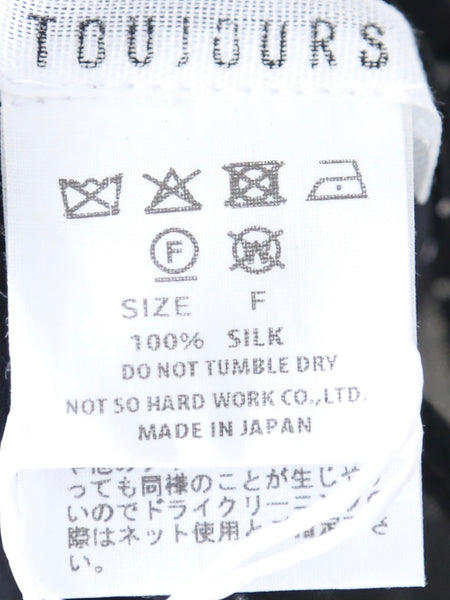 TOUJOURS
F W
SIZE F
100% SILK
DO NOT TUMBLE DRY
NOT SO HARD WORK CO.,LTD.
MADE IN JAPAN
っても同様のことが生じ
いのでドライクリーニン
際はネット使用と
い。